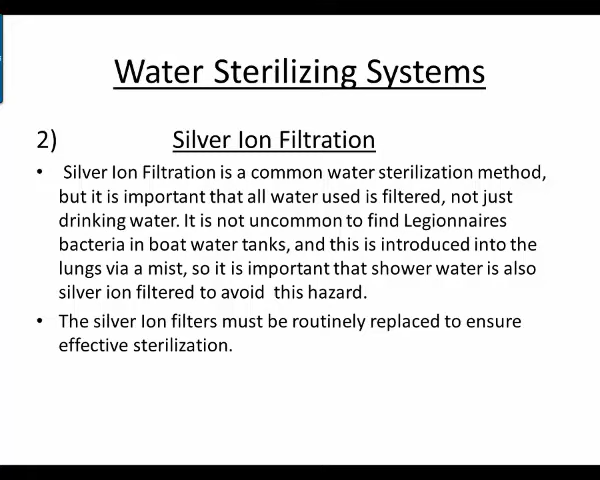 Water Sterilizing Systems
2) Silver Ion Filtration
• Silver Ion Filtration is a common water sterilization method,
but it is important that all water used is filtered, not just
drinking water. It is not uncommon to find Legionnaires
bacteria in boat water tanks, and this is introduced into the
lungs via a mist, so it is important that shower water is also
silver ion filtered to avoid this hazard.
• The silver Ion filters must be routinely replaced to ensure
effective sterilization.